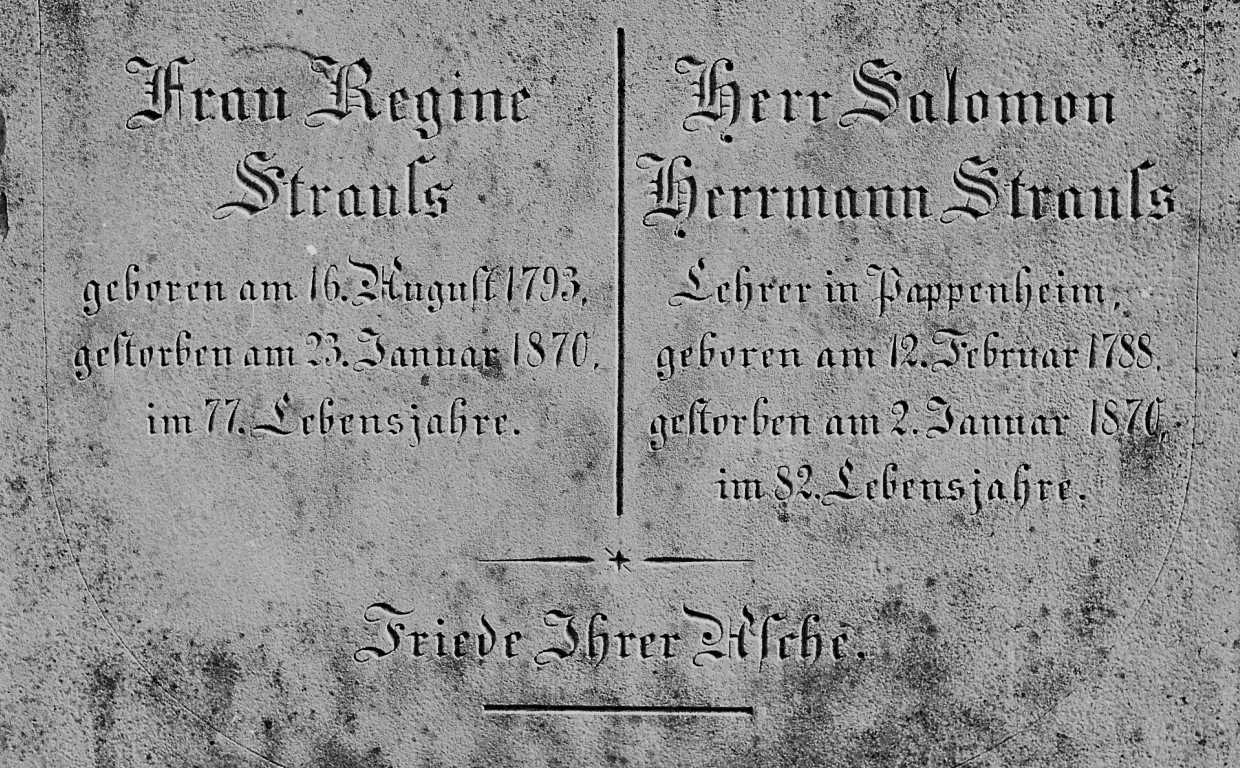 Frau Regine
Strauſs
geboren am 16. Auguſt 1793,
geſtorben am 23. Januar 1870,
im 77. Lebensjahre.
Herr Salomon
Herrmann Strauſs
Lehrer in Pappenheim,
geboren am 12. Februar 1788,
geſtorben am 2. Januar 1870,
im 82. Lebensjahre.
Friede Ihrer Aſche.